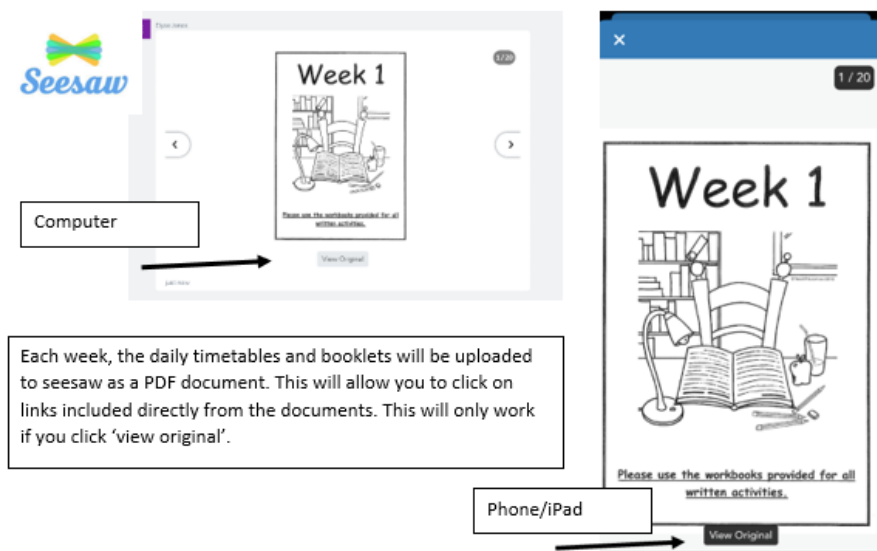 Seesaw
1/20
Week 1
Please use the workbooks provided for all
written activities.
View Original
just now
Computer
Each week, the daily timetables and booklets will be uploaded
to seesaw as a PDF document. This will allow you to click on
links included directly from the documents. This will only work
if you click ‘view original’.
1 / 20
Week 1
Please use the workbooks provided for all
written activities.
View Original
Phone/iPad